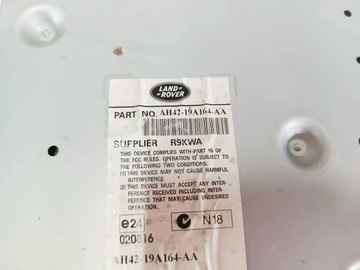 LAND-
-ROVER
PART NO. AH42-19A164-AA
SUPPLIER R9KWA
THIS DEVICE COMPLIES WITH PART 15 OF
THE FCC RULES. OPERATION IS SUBJECT TO
THE FOLLOWING TWO CONDITIONS:
(1) THIS DEVICE MAY NOT CAUSE HARMFUL
INTERFERENCE.
(2) THIS DEVICE MUST ACCEPT ANY INTER-
FERENCE RECEIVED, INCLUDING INTERFERENCE
THAT MAY CAUSE UNDESIRED
OPERATION.
e24
N18
020816
AH42-19A164-AA